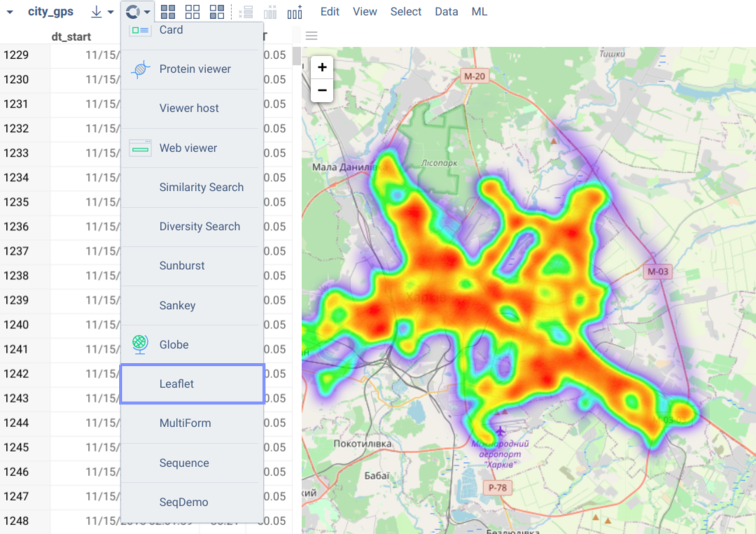 city_gps
Edit View Select Data ML
dt_start
1229 11/15/ 0.05
1230 11/15/ 0.05
1231 11/15/ 0.05
1232 11/15/ 0.05
1233 11/15/ 0.05
1234 11/15/ 0.05
1235 11/15/ 0.05
1236 11/15/ 0.05
1237 11/15/ 0.05
1238 11/15/ 0.05
1239 11/15/ 0.05
1240 11/15/ 0.05
1241 11/15/ 0.05
1242 11/15/ 0.05
1243 11/15/ 0.05
1244 11/15/ 0.05
1245 11/15/ 0.05
1246 11/15/ 0.05
1247 11/15/ 0.05
1248 11/15/
Card
Protein viewer
Viewer host
Web viewer
Similarity Search
Diversity Search
Sunburst
Sankey
Globe
Leaflet
MultiForm
Sequence
SeqDemo
+
−
Тишки
M-20
Лісопарк
Мала Данилівка
M-03
Покотилівка
Бабаї
аеропорт
"Харків"
P-78
Безлюдівка